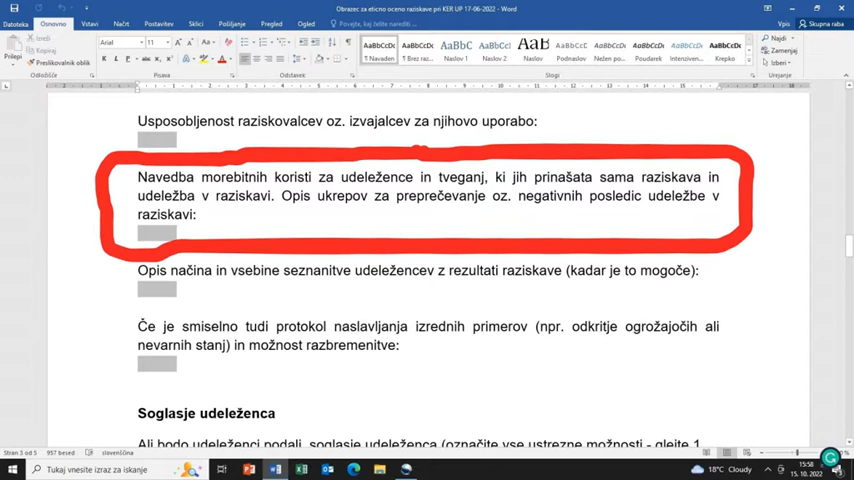 Obrazec za etično oceno raziskave pri KER UP 17-06-2022 - Word
Datoteka Osnovno Vstavi Načrt Postavitev Sklici Pošiljanje Pregled Ogled Povejte, kaj želite narediti... Vpis Skupna raba
Prilepi Izreži Kopiraj Preslikovalnik oblik
Arial 11
AaBbCcDc AaBbCcDc AaBbC AaBbCcI AaB
Navaden Brez raz... Naslov 1 Naslov 2 Naslov Podnaslov Nežen po... Poudarek Intenziven... Krepko
Najdi Zamenjaj Izberi
Odložišče Pisava Odstavek Slogi Urejanje
Usposobljenost raziskovalcev oz. izvajalcev za njihovo uporabo:
Navedba morebitnih koristi za udeležence in tveganj, ki jih prinašata sama raziskava in
udeležba v raziskavi. Opis ukrepov za preprečevanje oz. negativnih posledic udeležbe v
raziskavi:
Opis načina in vsebine seznanitve udeležencev z rezultati raziskave (kadar je to mogoče):
Če je smiselno tudi protokol naslavljanja izrednih primerov (npr. odkritje ogrožajočih ali
nevarnih stanj) in možnost razbremenitve:
Soglasje udeleženca
Ali bodo udeleženci podali soglasje udeleženca (označite vse ustrezne možnosti - glejte 1
Stran 3 od 5 957 besed slovenščina
Tukaj vnesite izraz za iskanje
18°C Cloudy
15:58
15. 10. 2022